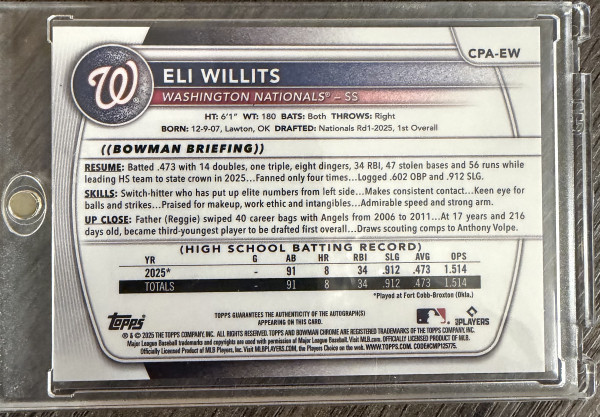 CPA-EW
W
ELI WILLITS
WASHINGTON NATIONALS® – SS
HT: 6'1" WT: 180 BATS: Both THROWS: Right
BORN: 12-9-07, Lawton, OK DRAFTED: Nationals Rd1-2025, 1st Overall
((BOWMAN BRIEFING))
RESUME: Batted .473 with 14 doubles, one triple, eight dingers, 34 RBI, 47 stolen bases and 56 runs while
leading HS team to state crown in 2025...Fanned only four times...Logged .602 OBP and .912 SLG.
SKILLS: Switch-hitter who has put up elite numbers from left side...Makes consistent contact...Keen eye for
balls and strikes...Praised for makeup, work ethic and intangibles...Admirable speed and strong arm.
UP CLOSE: Father (Reggie) swiped 40 career bags with Angels from 2006 to 2011...At 17 years and 216
days old, became third-youngest player to be drafted first overall...Draws scouting comps to Anthony Volpe.
(HIGH SCHOOL BATTING RECORD)
YR G AB HR RBI SLG AVG OPS
2025* - 91 8 34 .912 .473 1.514
TOTALS - 91 8 34 .912 .473 1.514
*Played at Fort Cobb-Broxton (Okla.)
TOPPS GUARANTEES THE AUTHENTICITY OF THE AUTOGRAPH(S)
APPEARING ON THIS CARD.
Topps
PLAYERS
® & © 2025 THE TOPPS COMPANY, INC. ALL RIGHTS RESERVED. TOPPS AND BOWMAN CHROME ARE REGISTERED TRADEMARKS OF THE TOPPS COMPANY, INC.
Major League Baseball trademarks and copyrights are used with permission of Major League Baseball. Visit MLB.com. OFFICIALLY LICENSED PRODUCT OF MLB.
Officially Licensed Product of MLB Players, Inc. Visit MLBPLAYERS.com, the Players Choice on the web. WWW.TOPPS.COM. CODE#CMP125775.